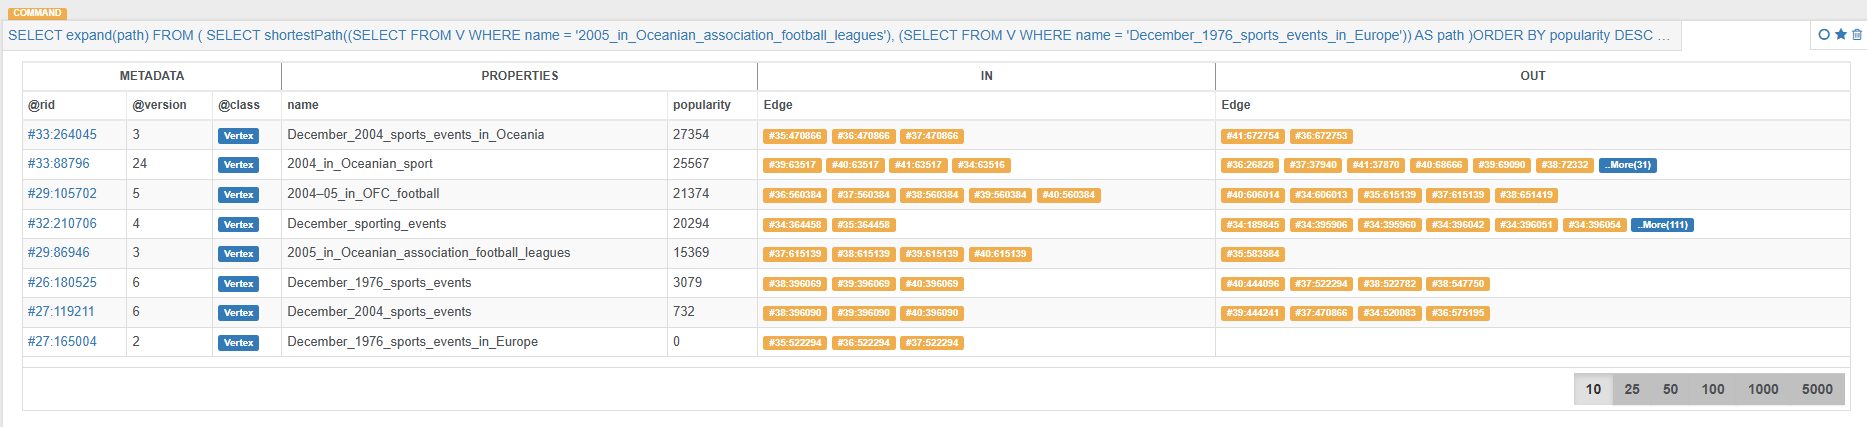 COMMAND
SELECT expand(path) FROM ( SELECT shortestPath((SELECT FROM V WHERE name = '2005_in_Oceanian_association_football_leagues'), (SELECT FROM V WHERE name = 'December_1976_sports_events_in_Europe')) AS path )ORDER BY popularity DESC ...
METADATA PROPERTIES IN OUT
@rid @version @class name popularity Edge Edge
#33:264045 3 Vertex December_2004_sports_events_in_Oceania 27354 #35:470866 #36:470866 #37:470866 #41:672754 #36:672753
#33:88796 24 Vertex 2004_in_Oceanian_sport 25567 #39:63517 #40:63517 #41:63517 #34:63516 #36:26828 #37:37940 #41:37870 #40:68666 #39:69090 #38:72332 ..More(31)
#29:105702 5 Vertex 2004–05_in_OFC_football 21374 #36:560384 #37:560384 #38:560384 #39:560384 #40:560384 #40:606014 #34:606013 #35:615139 #37:615139 #38:651419
#32:210706 4 Vertex December_sporting_events 20294 #34:364458 #35:364458 #34:189845 #34:395906 #34:395960 #34:396042 #34:396051 #34:396054 ..More(111)
#29:86946 3 Vertex 2005_in_Oceanian_association_football_leagues 15369 #37:615139 #38:615139 #39:615139 #40:615139 #35:583584
#26:180525 6 Vertex December_1976_sports_events 3079 #38:396069 #39:396069 #40:396069 #40:444096 #37:522294 #38:522782 #38:547750
#27:119211 6 Vertex December_2004_sports_events 732 #38:396090 #39:396090 #40:396090 #39:444241 #37:470866 #34:520083 #36:575195
#27:165004 2 Vertex December_1976_sports_events_in_Europe 0 #35:522294 #36:522294 #37:522294
10 25 50 100 1000 5000